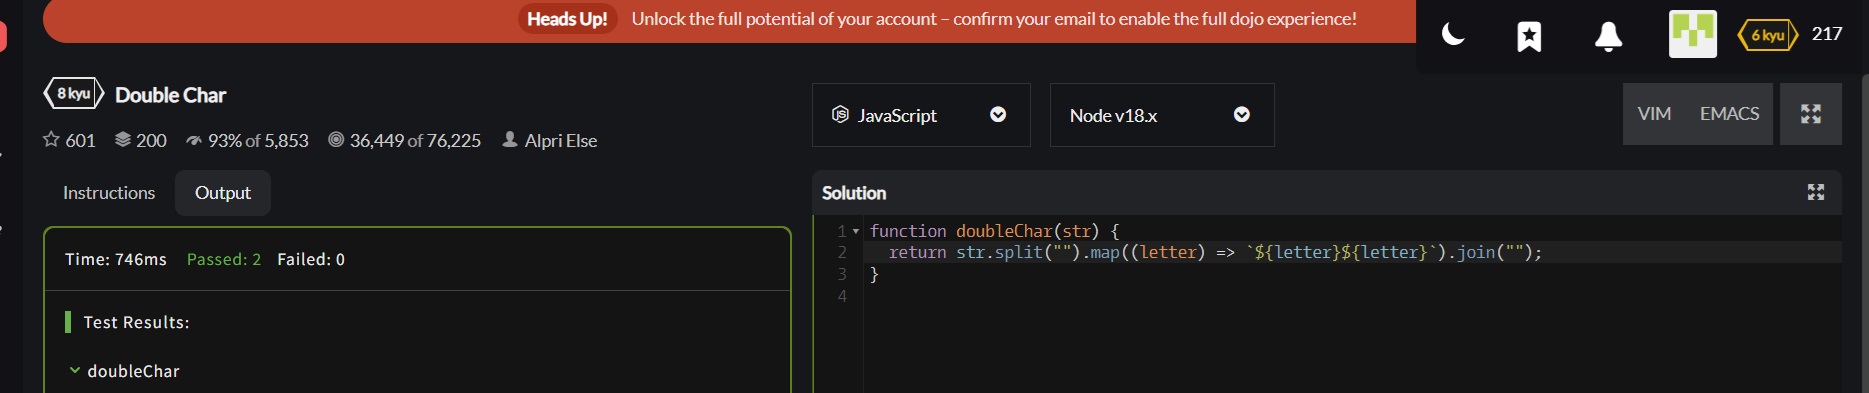 Heads Up! Unlock the full potential of your account – confirm your email to enable the full dojo experience!
6 kyu 217
8 kyu Double Char
601 200 93% of 5,853 36,449 of 76,225 Alpri Else
JS JavaScript
Node v18.x
VIM EMACS
Instructions Output
Time: 746ms Passed: 2 Failed: 0
Test Results:
doubleChar
Solution
1 function doubleChar(str) {
2 return str.split("").map((letter) => `${letter}${letter}`).join("");
3 }
4